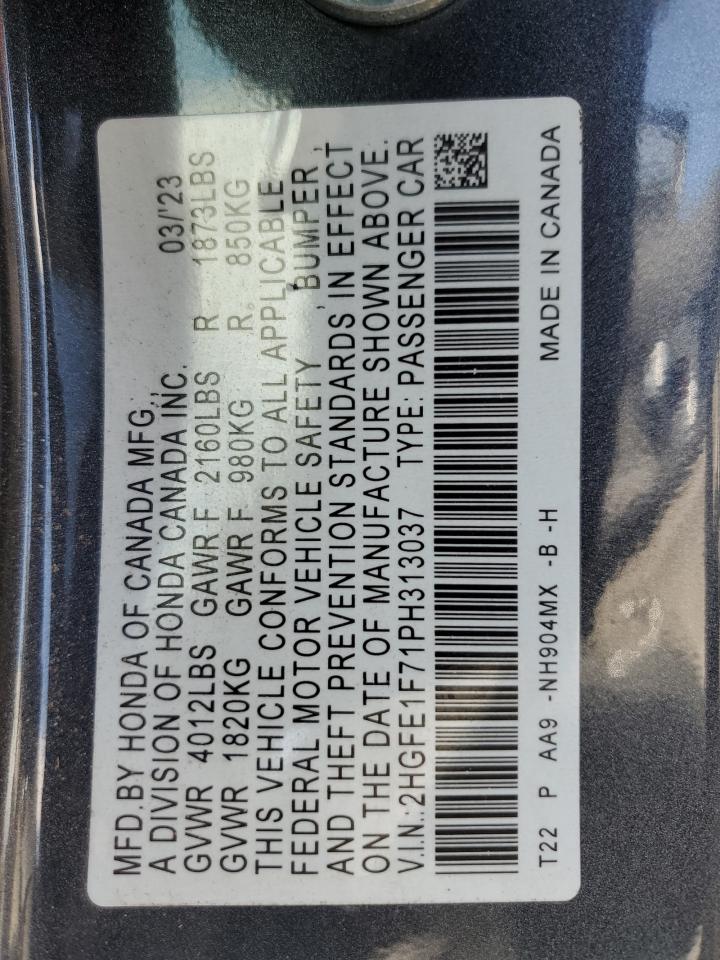 MFD.BY HONDA OF CANADA MFG.,
A DIVISION OF HONDA CANADA INC. 03/'23
GVWR 4012LBS GAWR F 2160LBS R 1873LBS
GVWR 1820KG GAWR F 980KG R. 850KG
THIS VEHICLE CONFORMS TO ALL APPLICABLE
FEDERAL MOTOR VEHICLE SAFETY , BUMPER ,
AND THEFT PREVENTION STANDARDS IN EFFECT
ON THE DATE OF MANUFACTURE SHOWN ABOVE.
V.I.N.: 2HGFE1F71PH313037 TYPE: PASSENGER CAR
T22 P AA9 -NH904MX -B -H MADE IN CANADA